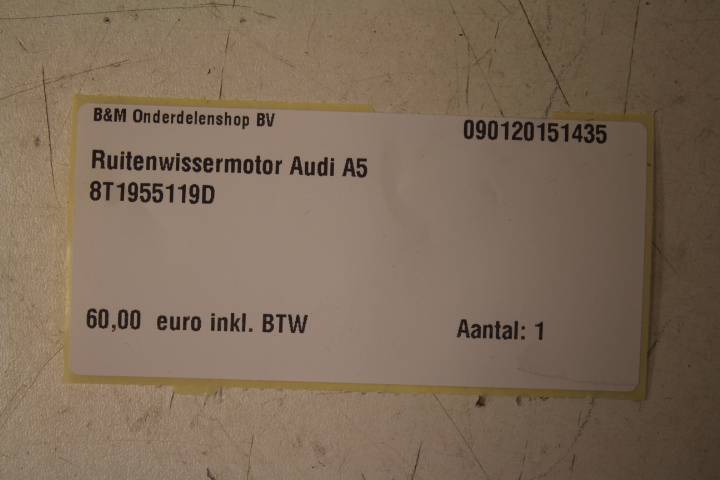 B&M Onderdelenshop BV
090120151435
Ruitenwissermotor Audi A5
8T1955119D
60,00 euro inkl. BTW
Aantal: 1